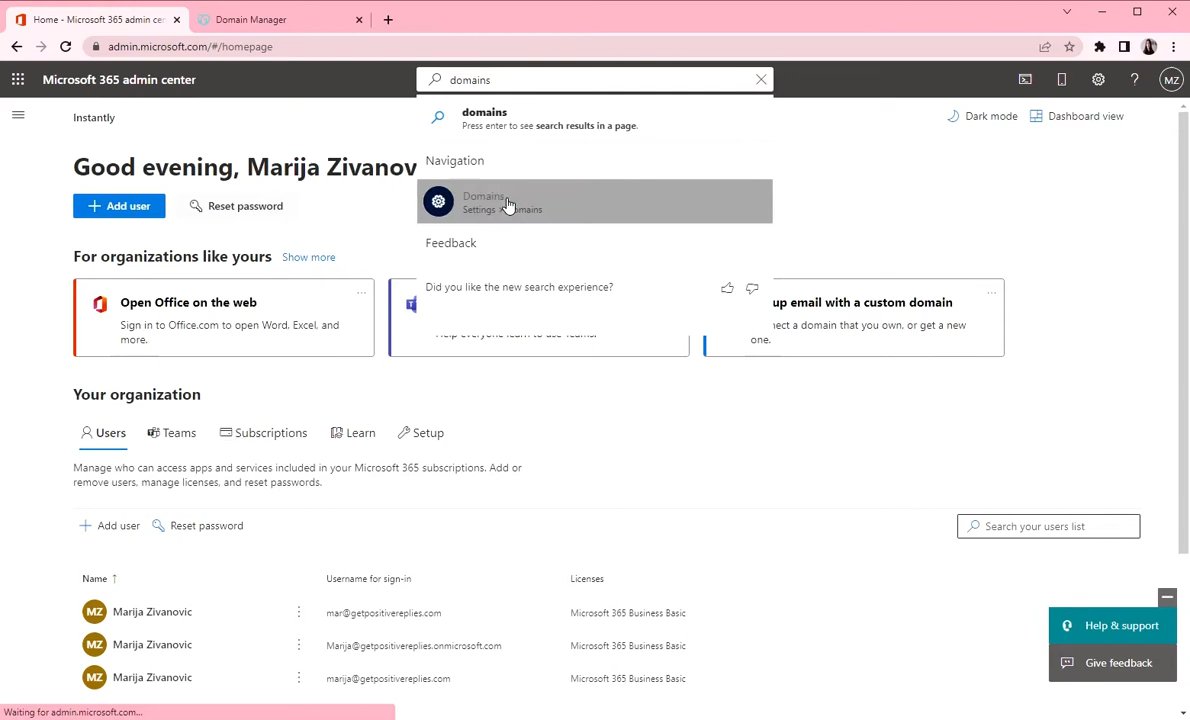 Home - Microsoft 365 admin cen
Domain Manager
admin.microsoft.com/#/homepage
Microsoft 365 admin center
domains
MZ
Instantly
domains
Press enter to see search results in a page.
Dark mode
Dashboard view
Navigation
Good evening, Marija Zivanov
Add user
Reset password
Domains
Settings > Domains
Feedback
For organizations like yours
Show more
Did you like the new search experience?
Open Office on the web
Sign in to Office.com to open Word, Excel, and
more.
up email with a custom domain
nect a domain that you own, or get a new
one.
Your organization
Users
Teams
Subscriptions
Learn
Setup
Manage who can access apps and services included in your Microsoft 365 subscriptions. Add or
remove users, manage licenses, and reset passwords.
Add user
Reset password
Search your users list
Name ↑
Username for sign-in
Licenses
MZ
Marija Zivanovic
mar@getpositivereplies.com
Microsoft 365 Business Basic
MZ
Marija Zivanovic
Marija@getpositivereplies.onmicrosoft.com
Microsoft 365 Business Basic
MZ
Marija Zivanovic
marija@getpositivereplies.com
Microsoft 365 Business Basic
Help & support
Give feedback
Waiting for admin.microsoft.com...